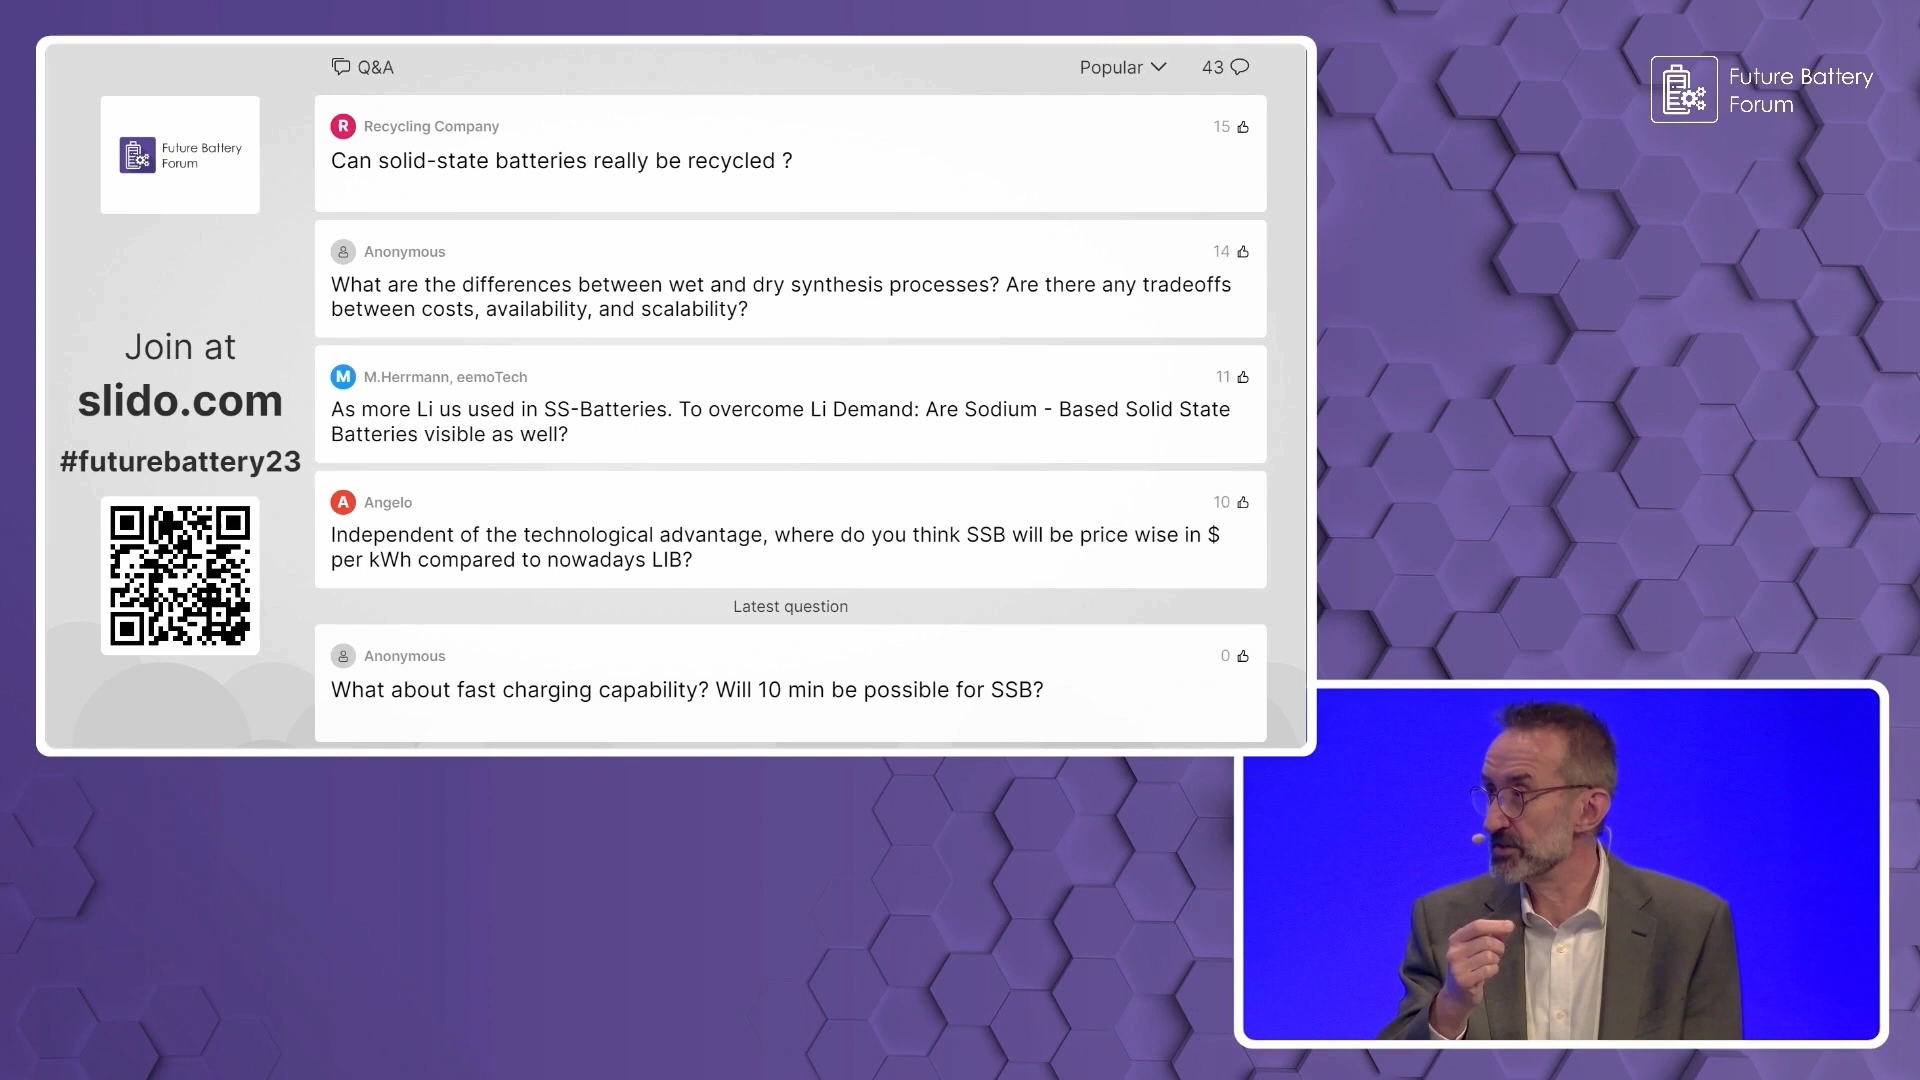 Q&A
Popular
43
Future Battery
Forum
Future Battery
Forum
R
Recycling Company
15
Can solid-state batteries really be recycled ?
Anonymous
14
What are the differences between wet and dry synthesis processes? Are there any tradeoffs
between costs, availability, and scalability?
M
M.Herrmann, eemoTech
11
As more Li us used in SS-Batteries. To overcome Li Demand: Are Sodium - Based Solid State
Batteries visible as well?
A
Angelo
10
Independent of the technological advantage, where do you think SSB will be price wise in $
per kWh compared to nowadays LIB?
Latest question
Anonymous
0
What about fast charging capability? Will 10 min be possible for SSB?
Join at
slido.com
#futurebattery23